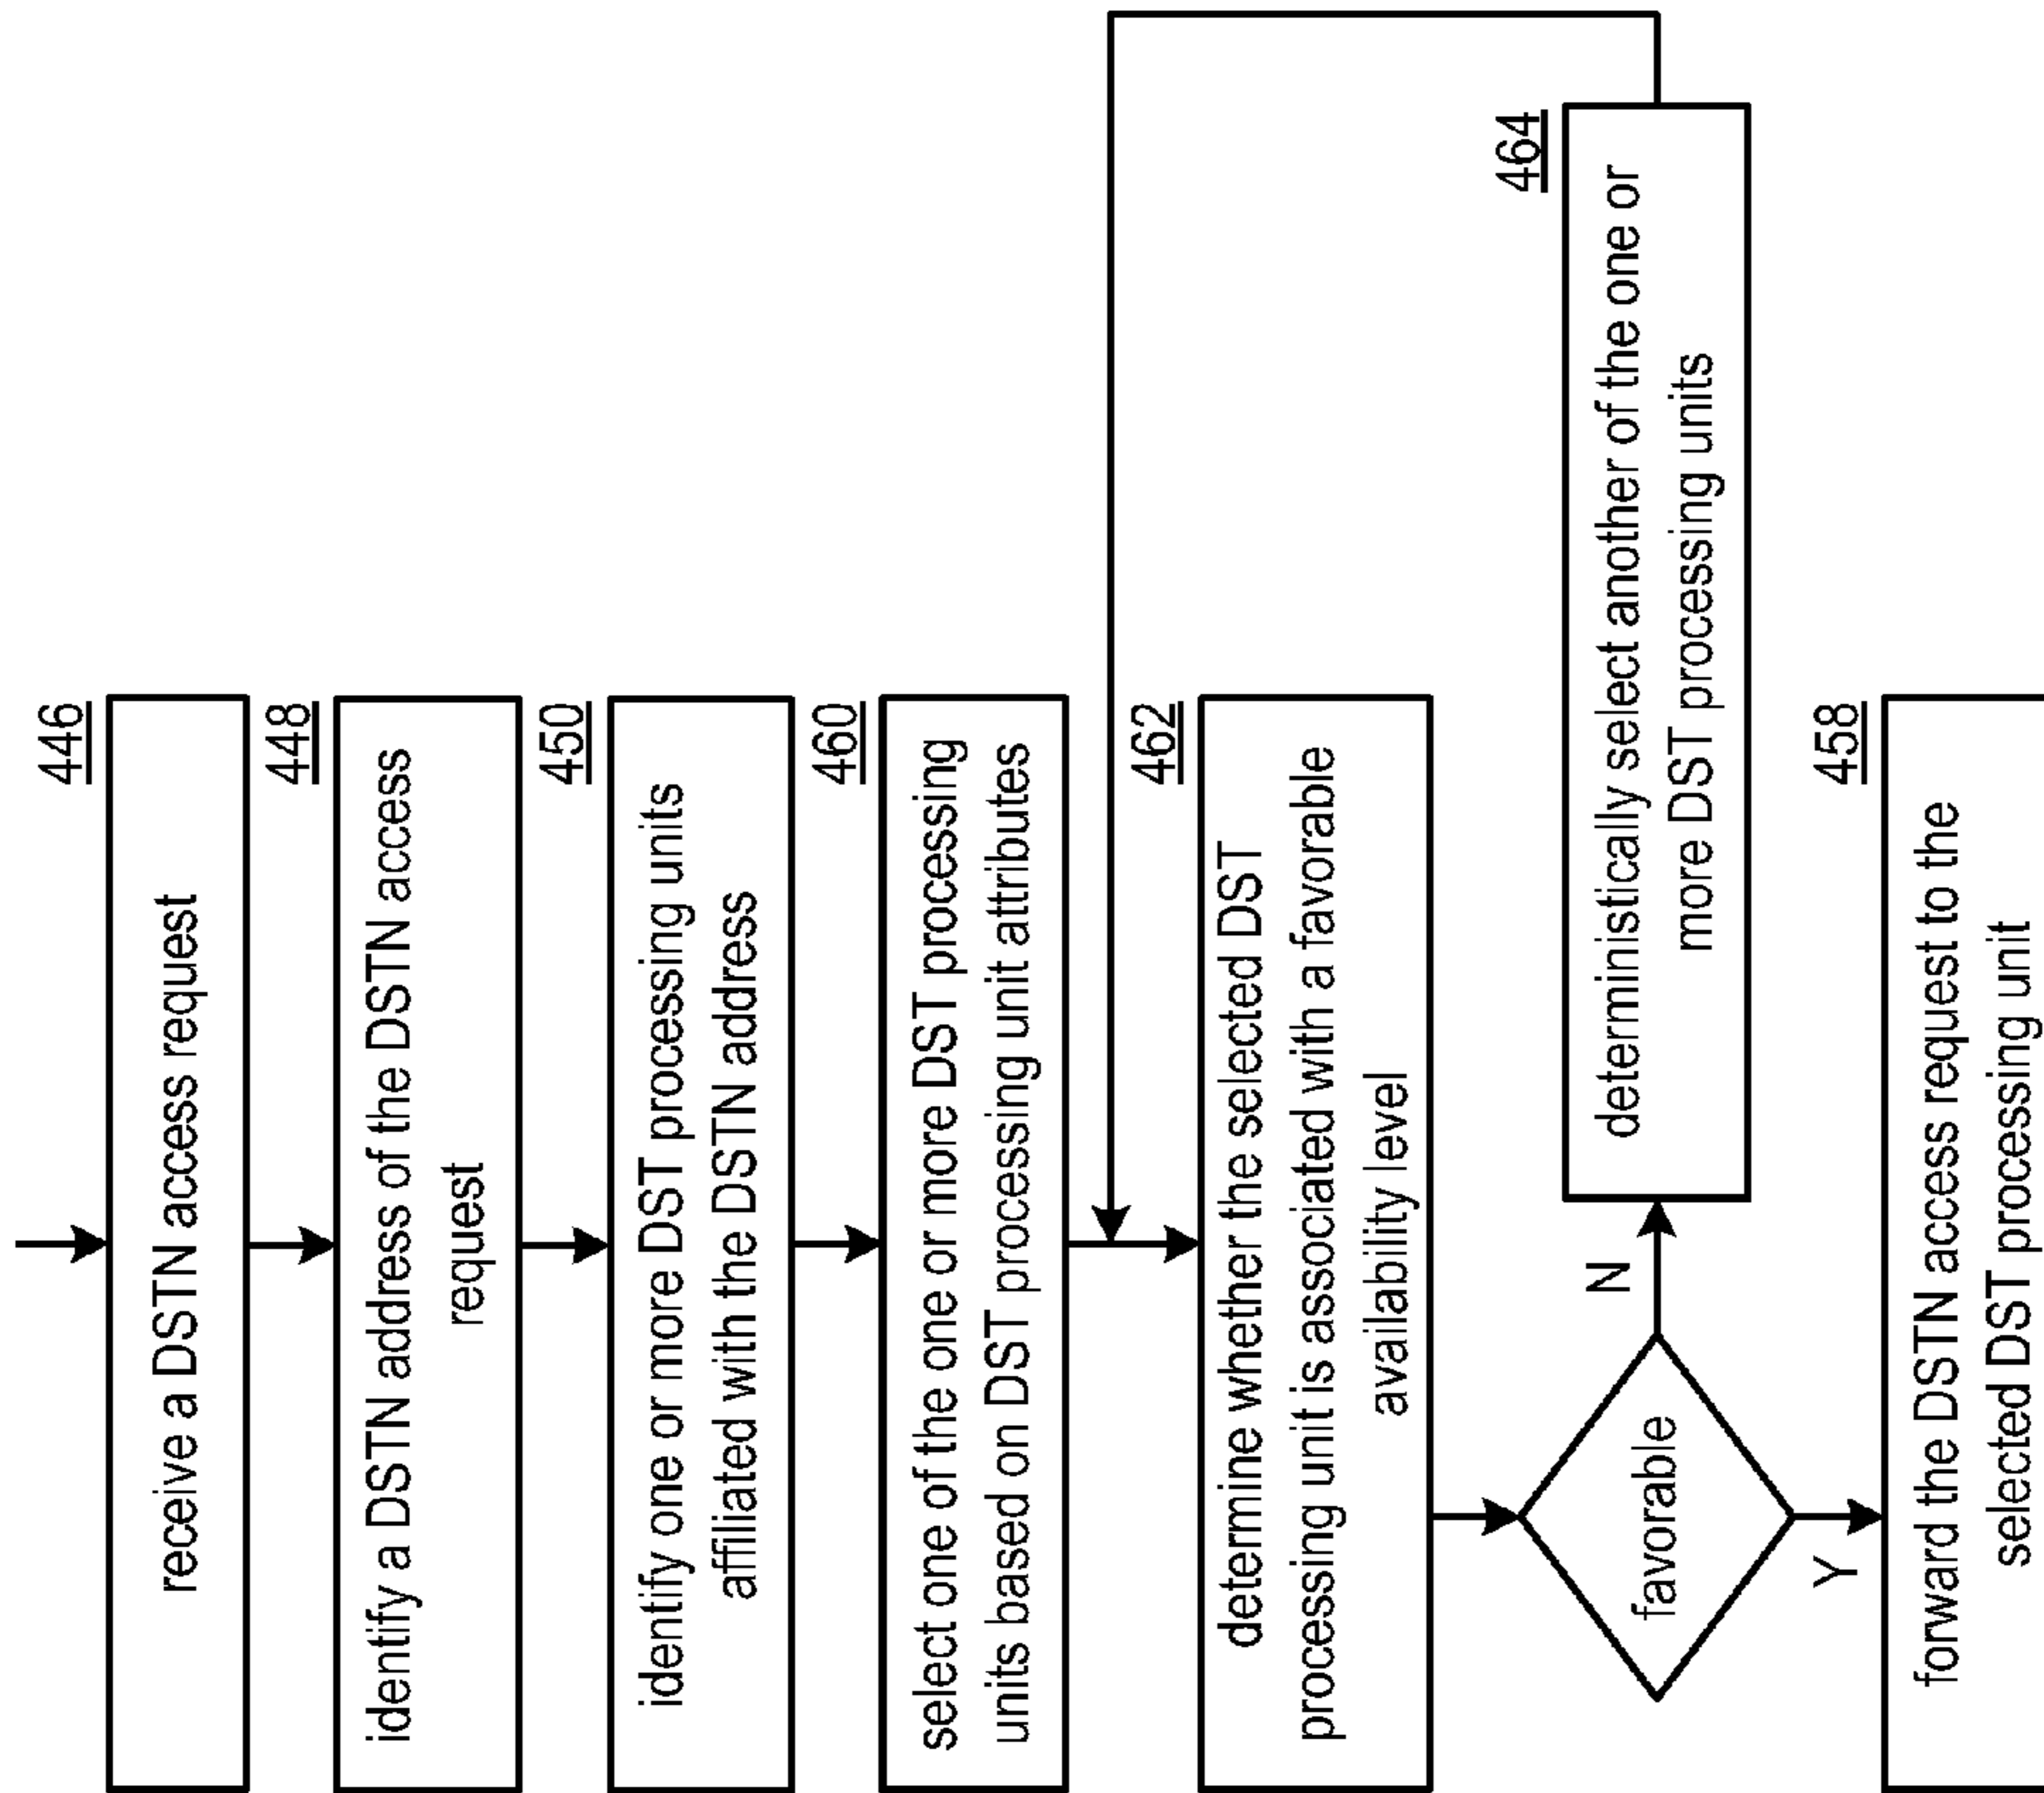 446
receive a DSTN access request
448
identify a DSTN address of the DSTN access
request
450
identify one or more DST processing units
affiliated with the DSTN address
460
select one of the one or more DST processing
units based on DST processing unit attributes
462
determine whether the selected DST
processing unit is associated with a favorable
availability level
favorable
N
464
deterministically select another of the one or
more DST processing units
Y
458
forward the DSTN access request to the
selected DST processing unit